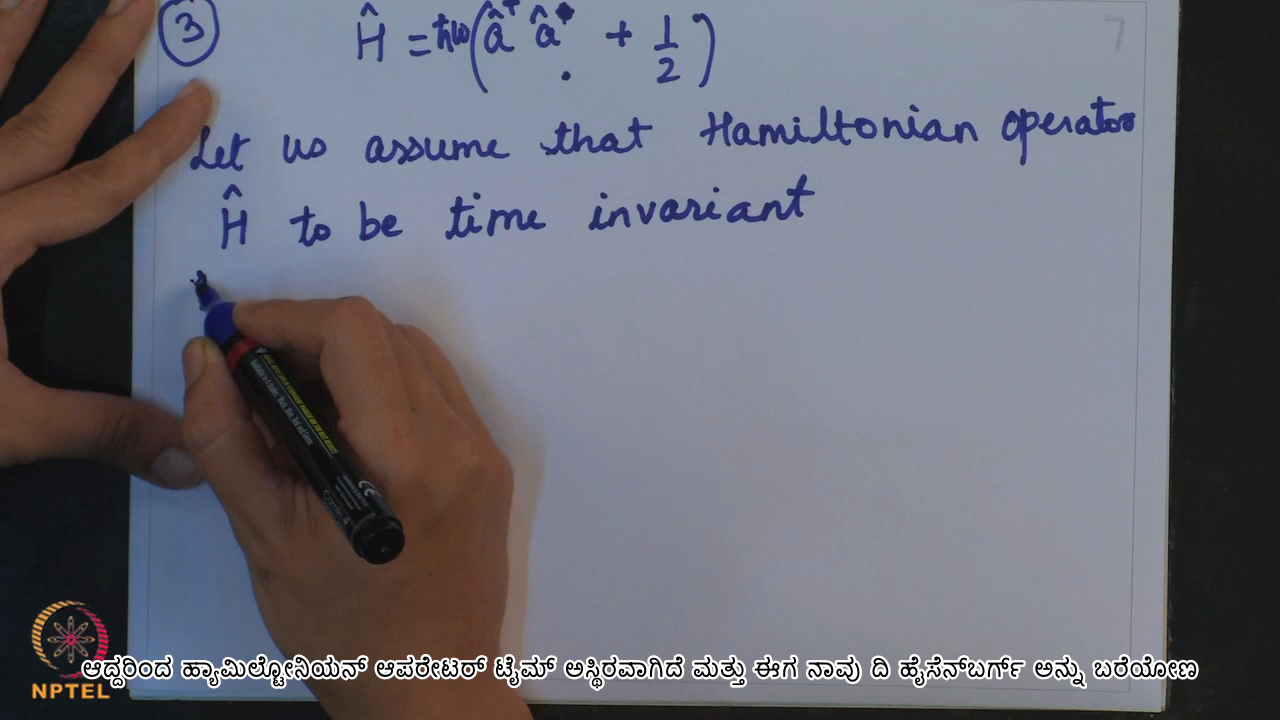 3 Ĥ = ħω(â† â + 1/2) 7
Let us assume that Hamiltonian operator
Ĥ to be time invariant
ಆದ್ದರಿಂದ ಹ್ಯಾಮಿಲ್ಟೋನಿಯನ್ ಆಪರೇಟರ್ ಟೈಮ್ ಅಸ್ಥಿರವಾಗಿದೆ ಮತ್ತು ಈಗ ನಾವು ದಿ ಹೈಸೆನ್‌ಬರ್ಗ್ ಅನ್ನು ಬರೆಯೋಣ
NPTEL